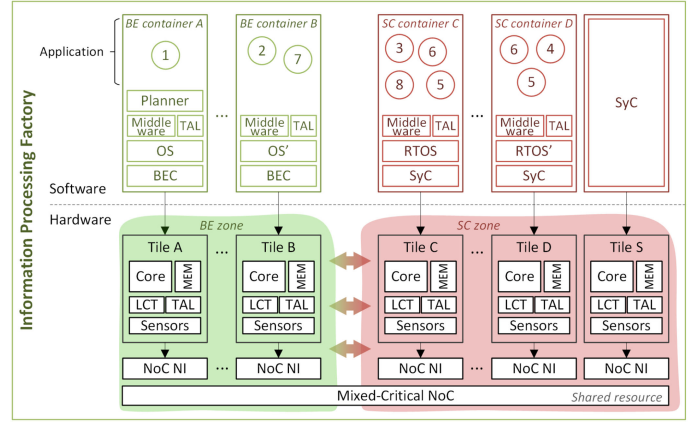 Information Processing Factory
Application
BE container A
1
Planner
Middle
ware
TAL
OS
BEC
...
BE container B
2
7
Middle
ware
TAL
OS'
BEC
SC container C
3
6
8
5
Middle
ware
TAL
RTOS
SyC
...
SC container D
6
4
5
Middle
ware
TAL
RTOS'
SyC
SyC
Software
Hardware
BE zone
SC zone
Tile A
Core
MEM
LCT
TAL
Sensors
NoC NI
...
...
Tile B
Core
MEM
LCT
TAL
Sensors
NoC NI
Tile C
Core
MEM
LCT
TAL
Sensors
NoC NI
...
...
Tile D
Core
MEM
LCT
TAL
Sensors
NoC NI
Tile S
Core
MEM
LCT
TAL
Sensors
NoC NI
Mixed-Critical NoC
Shared resource